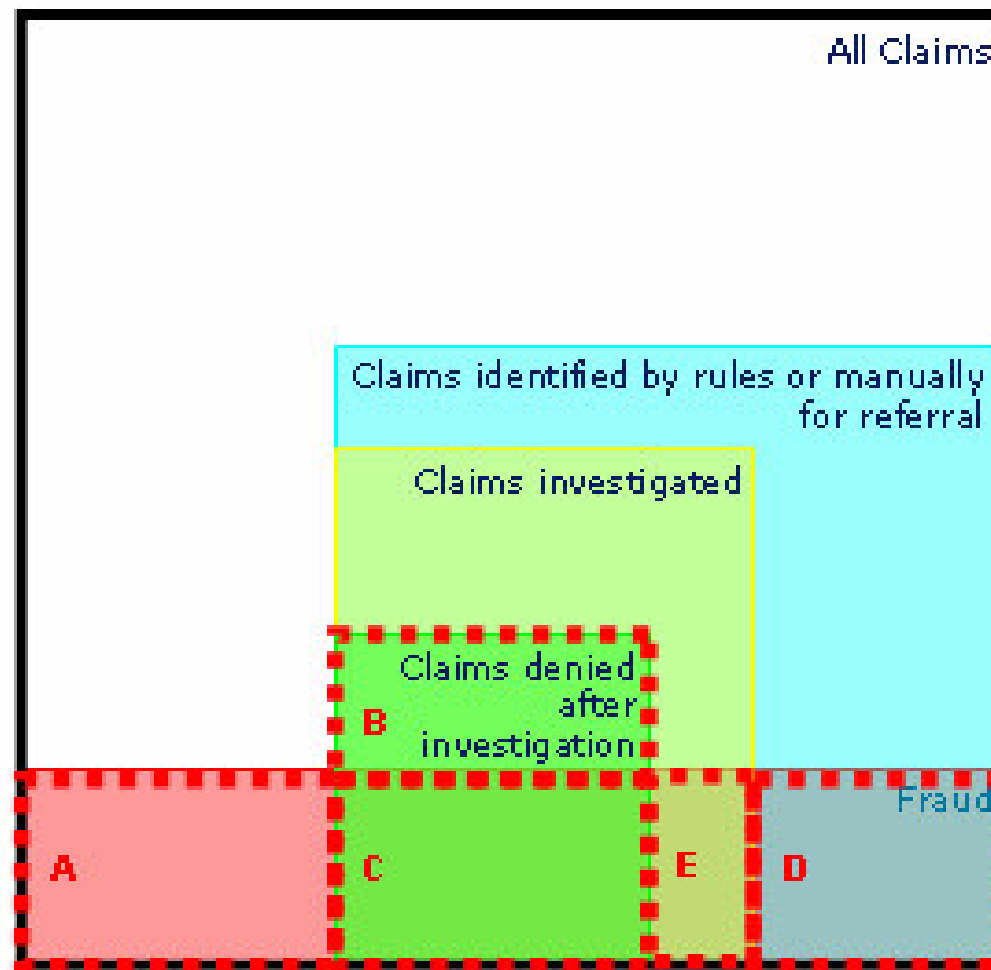 All Claims
Claims identified by rules or manually
for referral
Claims investigated
Claims denied
after
B
investigation
Fraud
A
C
E
D